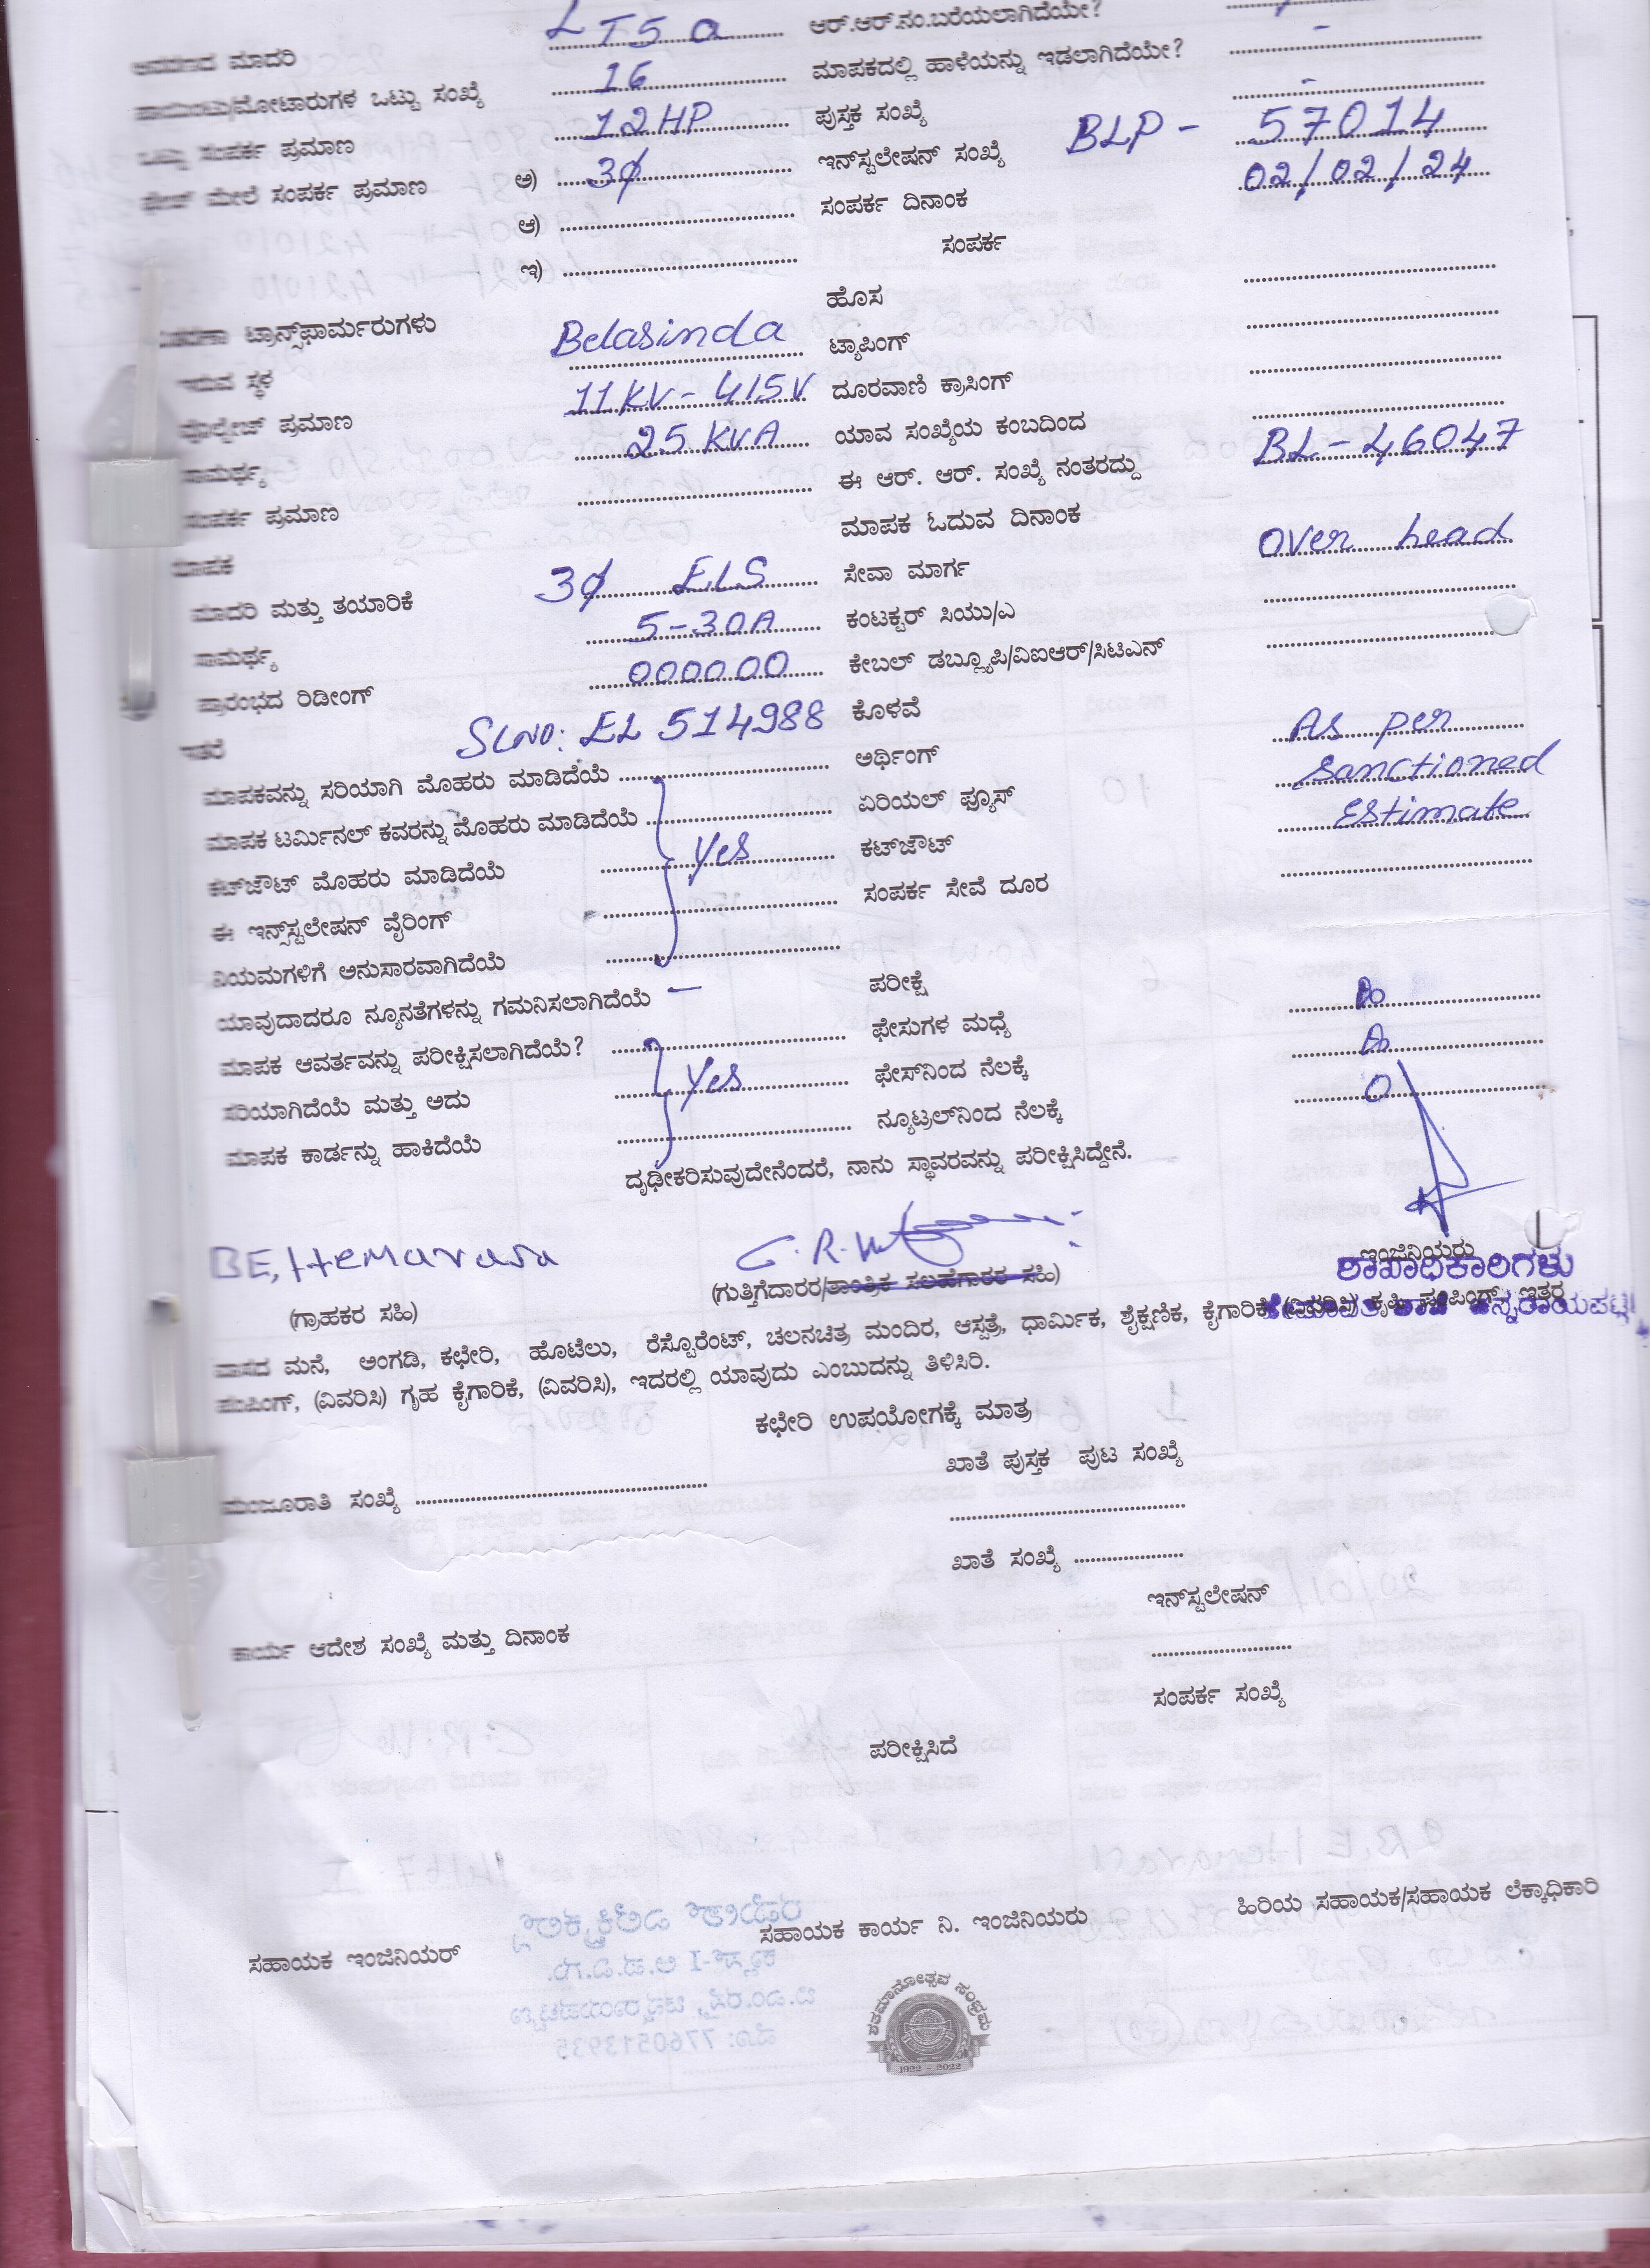 LT5a ಆರ್.ಆರ್.ನಂ.ಬರೆಯಲಾಗಿದೆಯೇ?
ಮಾದರಿ 16 ಮಾಪಕದಲ್ಲಿ ಹಾಳೆಯನ್ನು ಇಡಲಾಗಿದೆಯೇ? -
ಮೋಟಾರುಗಳ ಒಟ್ಟು ಸಂಖ್ಯೆ 12HP ಪುಸ್ತಕ ಸಂಖ್ಯೆ -
ಒಟ್ಟು ಸಂಪರ್ಕ ಪ್ರಮಾಣ ಅ) 3ϕ ಇನ್‌ಸ್ಟಲೇಷನ್ ಸಂಖ್ಯೆ BLP - 57014
ಮೇಲೆ ಸಂಪರ್ಕ ಪ್ರಮಾಣ ಆ) ಸಂಪರ್ಕ ದಿನಾಂಕ 02/02/24
ಇ) ಸಂಪರ್ಕ
ಹೊಸ
ಟ್ರಾನ್ಸ್‌ಫಾರ್ಮರುಗಳು Belasinda ಟ್ಯಾಪಿಂಗ್
ಇರುವ ಸ್ಥಳ 11KV - 415V ದೂರವಾಣಿ ಕ್ರಾಸಿಂಗ್
ವೋಲ್ಟೇಜ್ ಪ್ರಮಾಣ 25 KVA ಯಾವ ಸಂಖ್ಯೆಯ ಕಂಬದಿಂದ
ಸಾಮರ್ಥ್ಯ ಈ ಆರ್. ಆರ್. ಸಂಖ್ಯೆ ನಂತರದ್ದು BL-46047
ಸಂಪರ್ಕ ಪ್ರಮಾಣ ಮಾಪಕ ಓದುವ ದಿನಾಂಕ
ಮಾಪಕ 3ϕ ELS ಸೇವಾ ಮಾರ್ಗ Over head
ಮಾದರಿ ಮತ್ತು ತಯಾರಿಕೆ 5-30A ಕಂಟಕ್ಟರ್ ಸಿಯು/ಎ
ಸಾಮರ್ಥ್ಯ 000000 ಕೇಬಲ್ ಡಬ್ಲ್ಯೂಪಿ/ವಿಐಆರ್/ಸಿಟಿಎನ್
ಪ್ರಾರಂಭದ ರಿಡೀಂಗ್ SLNO: EL 514988 ಕೊಳವೆ
ಇತರೆ ಅರ್ಥಿಂಗ್ As per
ಮಾಪಕವನ್ನು ಸರಿಯಾಗಿ ಮೊಹರು ಮಾಡಿದೆಯೆ ಏರಿಯಲ್ ಫ್ಯೂಸ್ Sanctioned
ಮಾಪಕ ಟರ್ಮಿನಲ್ ಕವರನ್ನು ಮೊಹರು ಮಾಡಿದೆಯೆ Yes ಕಟ್‌ಔಟ್ Estimate
ಕಟ್‌ಔಟ್ ಮೊಹರು ಮಾಡಿದೆಯೆ ಸಂಪರ್ಕ ಸೇವೆ ದೂರ
ಈ ಇನ್ಸ್‌ಸ್ಟಲೇಷನ್ ವೈರಿಂಗ್
ನಿಯಮಗಳಿಗೆ ಅನುಸಾರವಾಗಿದೆಯೆ ಪರೀಕ್ಷೆ
ಯಾವುದಾದರೂ ನ್ಯೂನತೆಗಳನ್ನು ಗಮನಿಸಲಾಗಿದೆಯೆ - ಫೇಸುಗಳ ಮಧ್ಯೆ
ಮಾಪಕ ಆವರ್ತವನ್ನು ಪರೀಕ್ಷಿಸಲಾಗಿದೆಯೆ? Yes ಫೇಸ್‌ನಿಂದ ನೆಲಕ್ಕೆ
ಸರಿಯಾಗಿದೆಯೆ ಮತ್ತು ಅದು ನ್ಯೂಟ್ರಲ್‌ನಿಂದ ನೆಲಕ್ಕೆ 0
ಮಾಪಕ ಕಾರ್ಡನ್ನು ಹಾಕಿದೆಯೆ
ದೃಢೀಕರಿಸುವುದೇನೆಂದರೆ, ನಾನು ಸ್ಥಾವರವನ್ನು ಪರೀಕ್ಷಿಸಿದ್ದೇನೆ.
ಇಂಜಿನಿಯರು
ಶಾಖಾಧಿಕಾರಿಗಳು
(ಗ್ರಾಹಕರ ಸಹಿ) (ಗುತ್ತಿಗೆದಾರರ/ತಾಂತ್ರಿಕ ಸಲಹೆಗಾರರ ಸಹಿ)
ವಾಸದ ಮನೆ, ಅಂಗಡಿ, ಕಛೇರಿ, ಹೊಟೆಲು, ರೆಸ್ಟೊರೆಂಟ್, ಚಲನಚಿತ್ರ ಮಂದಿರ, ಆಸ್ಪತ್ರೆ, ಧಾರ್ಮಿಕ, ಶೈಕ್ಷಣಿಕ, ಕೈಗಾರಿಕೆ (ವಿವರಿಸಿ) ಕೃಷಿ ಪಂಪಿಂಗ್, ಇತರ
ಪಂಪಿಂಗ್, (ವಿವರಿಸಿ) ಗೃಹ ಕೈಗಾರಿಕೆ, (ವಿವರಿಸಿ), ಇದರಲ್ಲಿ ಯಾವುದು ಎಂಬುದನ್ನು ತಿಳಿಸಿರಿ.
ಕಛೇರಿ ಉಪಯೋಗಕ್ಕೆ ಮಾತ್ರ
ಖಾತೆ ಪುಸ್ತಕ ಪುಟ ಸಂಖ್ಯೆ
ಮಂಜೂರಾತಿ ಸಂಖ್ಯೆ
ಖಾತೆ ಸಂಖ್ಯೆ
ಇನ್‌ಸ್ಟಲೇಷನ್
ಕಾರ್ಯ ಆದೇಶ ಸಂಖ್ಯೆ ಮತ್ತು ದಿನಾಂಕ
ಸಂಪರ್ಕ ಸಂಖ್ಯೆ
ಪರೀಕ್ಷಿಸಿದೆ
ಸಹಾಯಕ ಇಂಜಿನಿಯರ್ ಸಹಾಯಕ ಕಾರ್ಯ ನಿ. ಇಂಜಿನಿಯರು ಹಿರಿಯ ಸಹಾಯಕ/ಸಹಾಯಕ ಲೆಕ್ಕಾಧಿಕಾರಿ
ಶತಮಾನೋತ್ಸವ ಸಂಭ್ರಮ
1922 - 2022